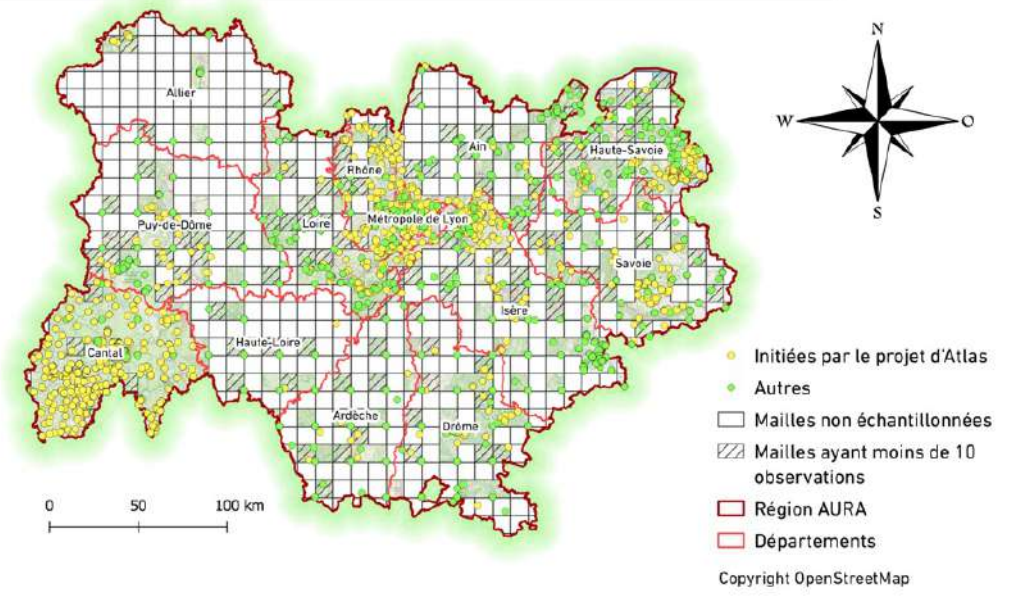 N
W
O
S
Allier
Ain
Haute-Savoie
Rhône
Métropole de Lyon
Puy-de-Dôme
Loire
Savoie
Isère
Haute-Loire
Cantal
Ardèche
Drôme
0 50 100 km
Initiées par le projet d'Atlas
Autres
Mailles non échantillonnées
Mailles ayant moins de 10
observations
Région AURA
Départements
Copyright OpenStreetMap